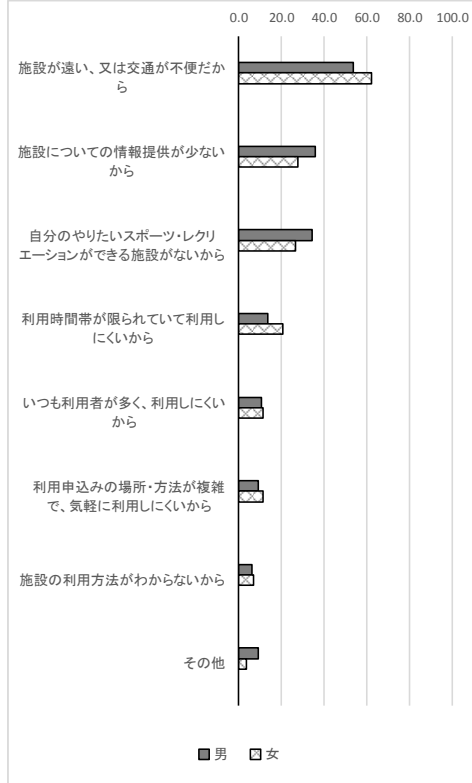 0.0 20.0 40.0 60.0 80.0 100.0
施設が遠い、又は交通が不便だか
ら
施設についての情報提供が少ない
から
自分のやりたいスポーツ・レクリ
エーションができる施設がないから
利用時間帯が限られていて利用し
にくいから
いつも利用者が多く、利用しにくい
から
利用申込みの場所・方法が複雑
で、気軽に利用しにくいから
施設の利用方法がわからないから
その他
男 女